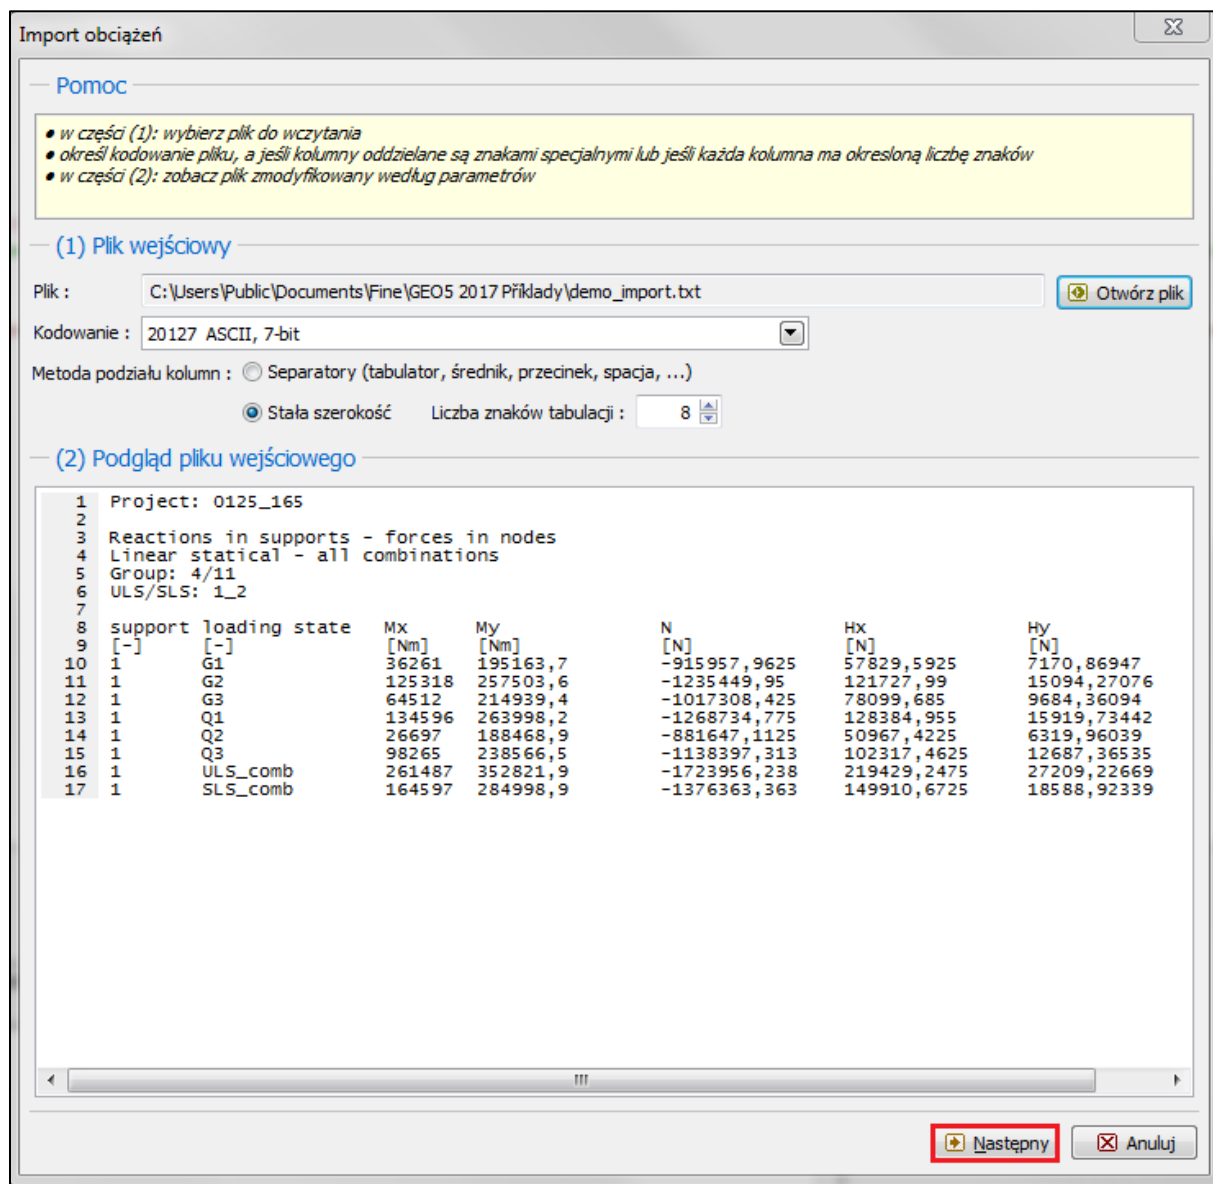 Import obciążeń
Pomoc
● w części (1): wybierz plik do wczytania
● określ kodowanie pliku, a jeśli kolumny oddzielane są znakami specjalnymi lub jeśli każda kolumna ma okresloną liczbę znaków
● w części (2): zobacz plik zmodyfikowany według parametrów
(1) Plik wejściowy
Plik : C:\Users\Public\Documents\Fine\GEO5 2017 Příklady\demo_import.txt Otwórz plik
Kodowanie : 20127 ASCII, 7-bit
Metoda podziału kolumn : Separatory (tabulator, średnik, przecinek, spacja, ...)
Stała szerokość Liczba znaków tabulacji : 8
(2) Podgląd pliku wejściowego
1 Project: 0125_165
2
3 Reactions in supports - forces in nodes
4 Linear statical - all combinations
5 Group: 4/11
6 ULS/SLS: 1_2
7
8 support loading state Mx My N Hx Hy
9 [-] [-] [Nm] [Nm] [N] [N] [N]
10 1 G1 36261 195163,7 -915957,9625 57829,5925 7170,86947
11 1 G2 125318 257503,6 -1235449,95 121727,99 15094,27076
12 1 G3 64512 214939,4 -1017308,425 78099,685 9684,36094
13 1 Q1 134596 263998,2 -1268734,775 128384,955 15919,73442
14 1 Q2 26697 188468,9 -881647,1125 50967,4225 6319,96039
15 1 Q3 98265 238566,5 -1138397,313 102317,4625 12687,36535
16 1 ULS_comb 261487 352821,9 -1723956,238 219429,2475 27209,22669
17 1 SLS_comb 164597 284998,9 -1376363,363 149910,6725 18588,92339
Następny Anuluj